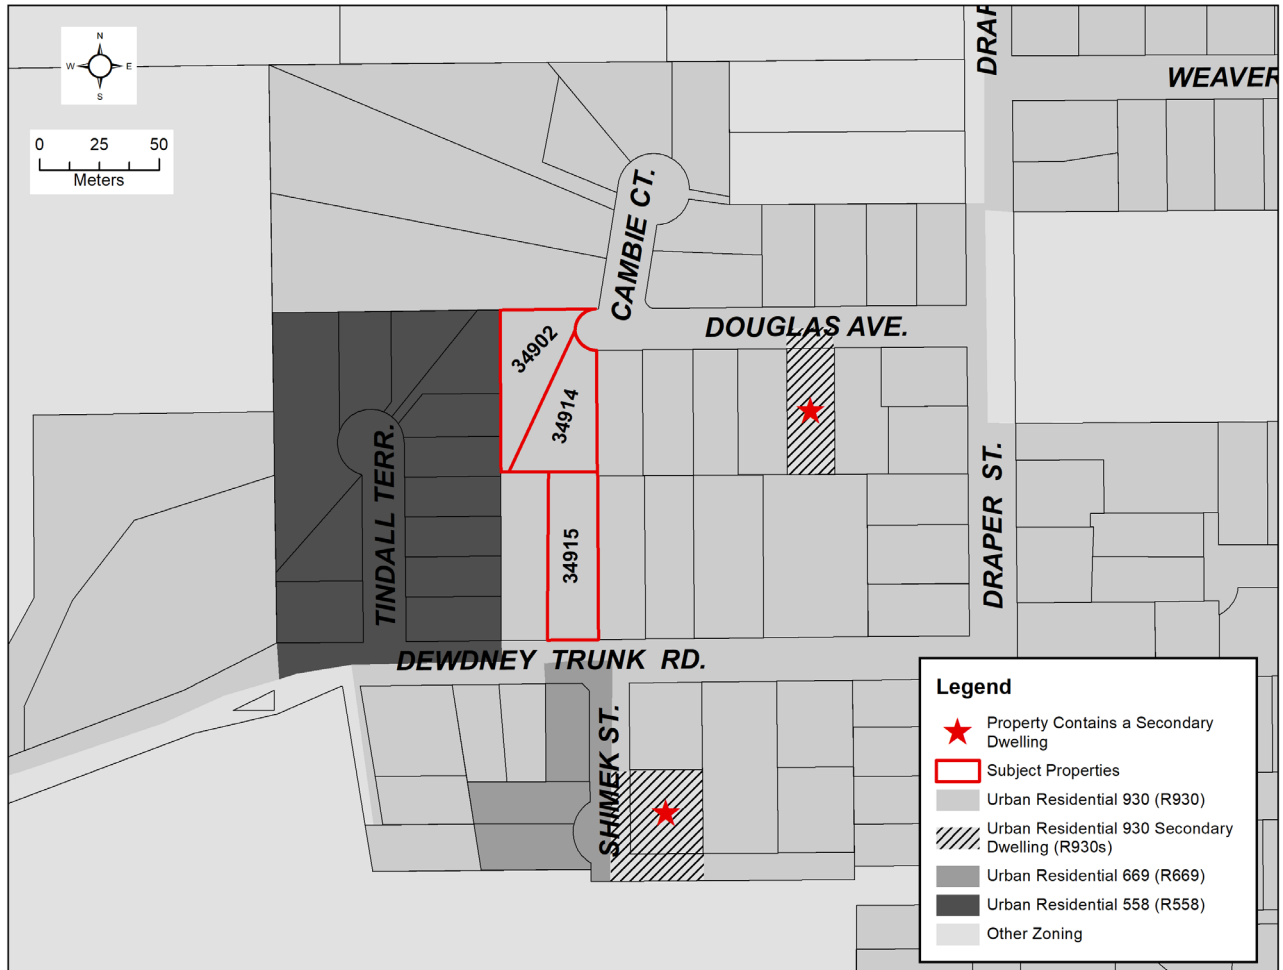 N
W E
S
0 25 50
Meters
DRAP
WEAVER
CAMBIE CT.
DOUGLAS AVE.
34902
34914
34915
TINDALL TERR.
DRAPER ST.
DEWDNEY TRUNK RD.
SHIMEK ST.
Legend
Property Contains a Secondary
Dwelling
Subject Properties
Urban Residential 930 (R930)
Urban Residential 930 Secondary
Dwelling (R930s)
Urban Residential 669 (R669)
Urban Residential 558 (R558)
Other Zoning